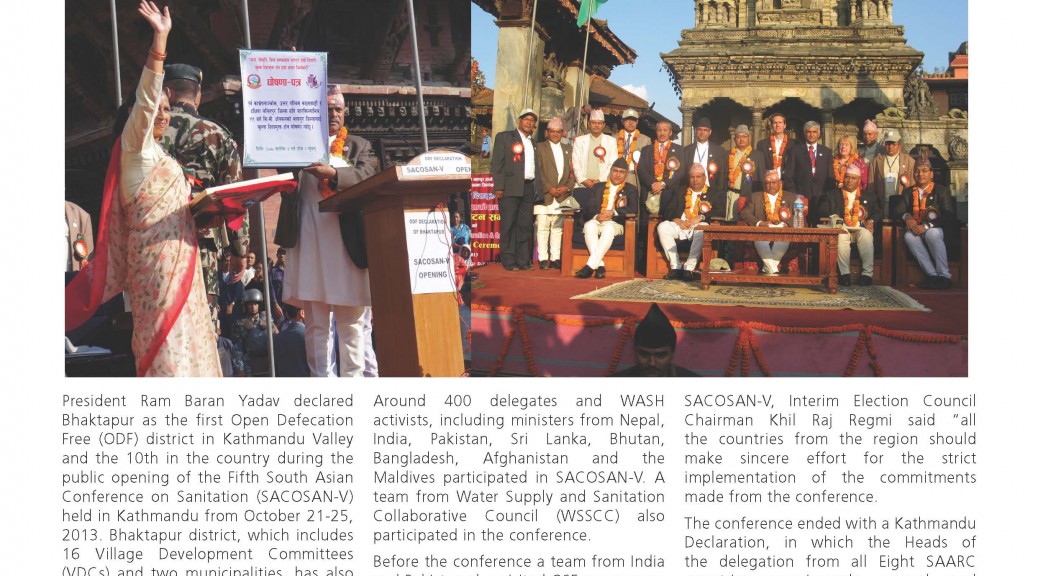 घोषणा-पत्र
ODF DECLARATION
SACOSAN-V
OPEN
ODF DECLARATION
OF BHAKTAPUR
SACOSAN-V
OPENING
President Ram Baran Yadav declared
Bhaktapur as the first Open Defecation
Free (ODF) district in Kathmandu Valley
and the 10th in the country during the
public opening of the Fifth South Asian
Conference on Sanitation (SACOSAN-V)
held in Kathmandu from October 21-25,
2013. Bhaktapur district, which includes
16 Village Development Committees
(VDCs) and two municipalities, has also
Around 400 delegates and WASH
activists, including ministers from Nepal,
India, Pakistan, Sri Lanka, Bhutan,
Bangladesh, Afghanistan and the
Maldives participated in SACOSAN-V. A
team from Water Supply and Sanitation
Collaborative Council (WSSCC) also
participated in the conference.
Before the conference a team from India
SACOSAN-V, Interim Election Council
Chairman Khil Raj Regmi said “all
the countries from the region should
make sincere effort for the strict
implementation of the commitments
made from the conference.
The conference ended with a Kathmandu
Declaration, in which the Heads of
the delegation from all Eight SAARC